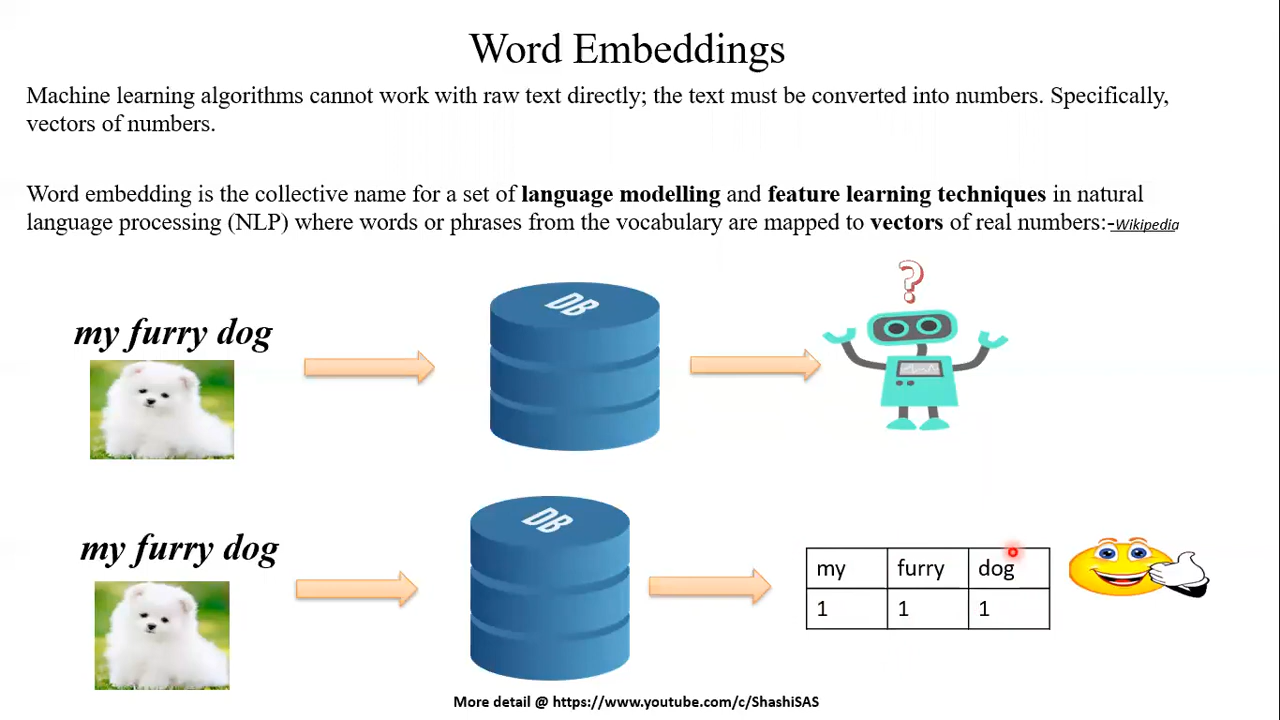 Word Embeddings
Machine learning algorithms cannot work with raw text directly; the text must be converted into numbers. Specifically,
vectors of numbers.
Word embedding is the collective name for a set of language modelling and feature learning techniques in natural
language processing (NLP) where words or phrases from the vocabulary are mapped to vectors of real numbers:-Wikipedia
my furry dog
DB
?
my furry dog
DB
my furry dog
1 1 1
More detail @ https://www.youtube.com/c/ShashiSAS